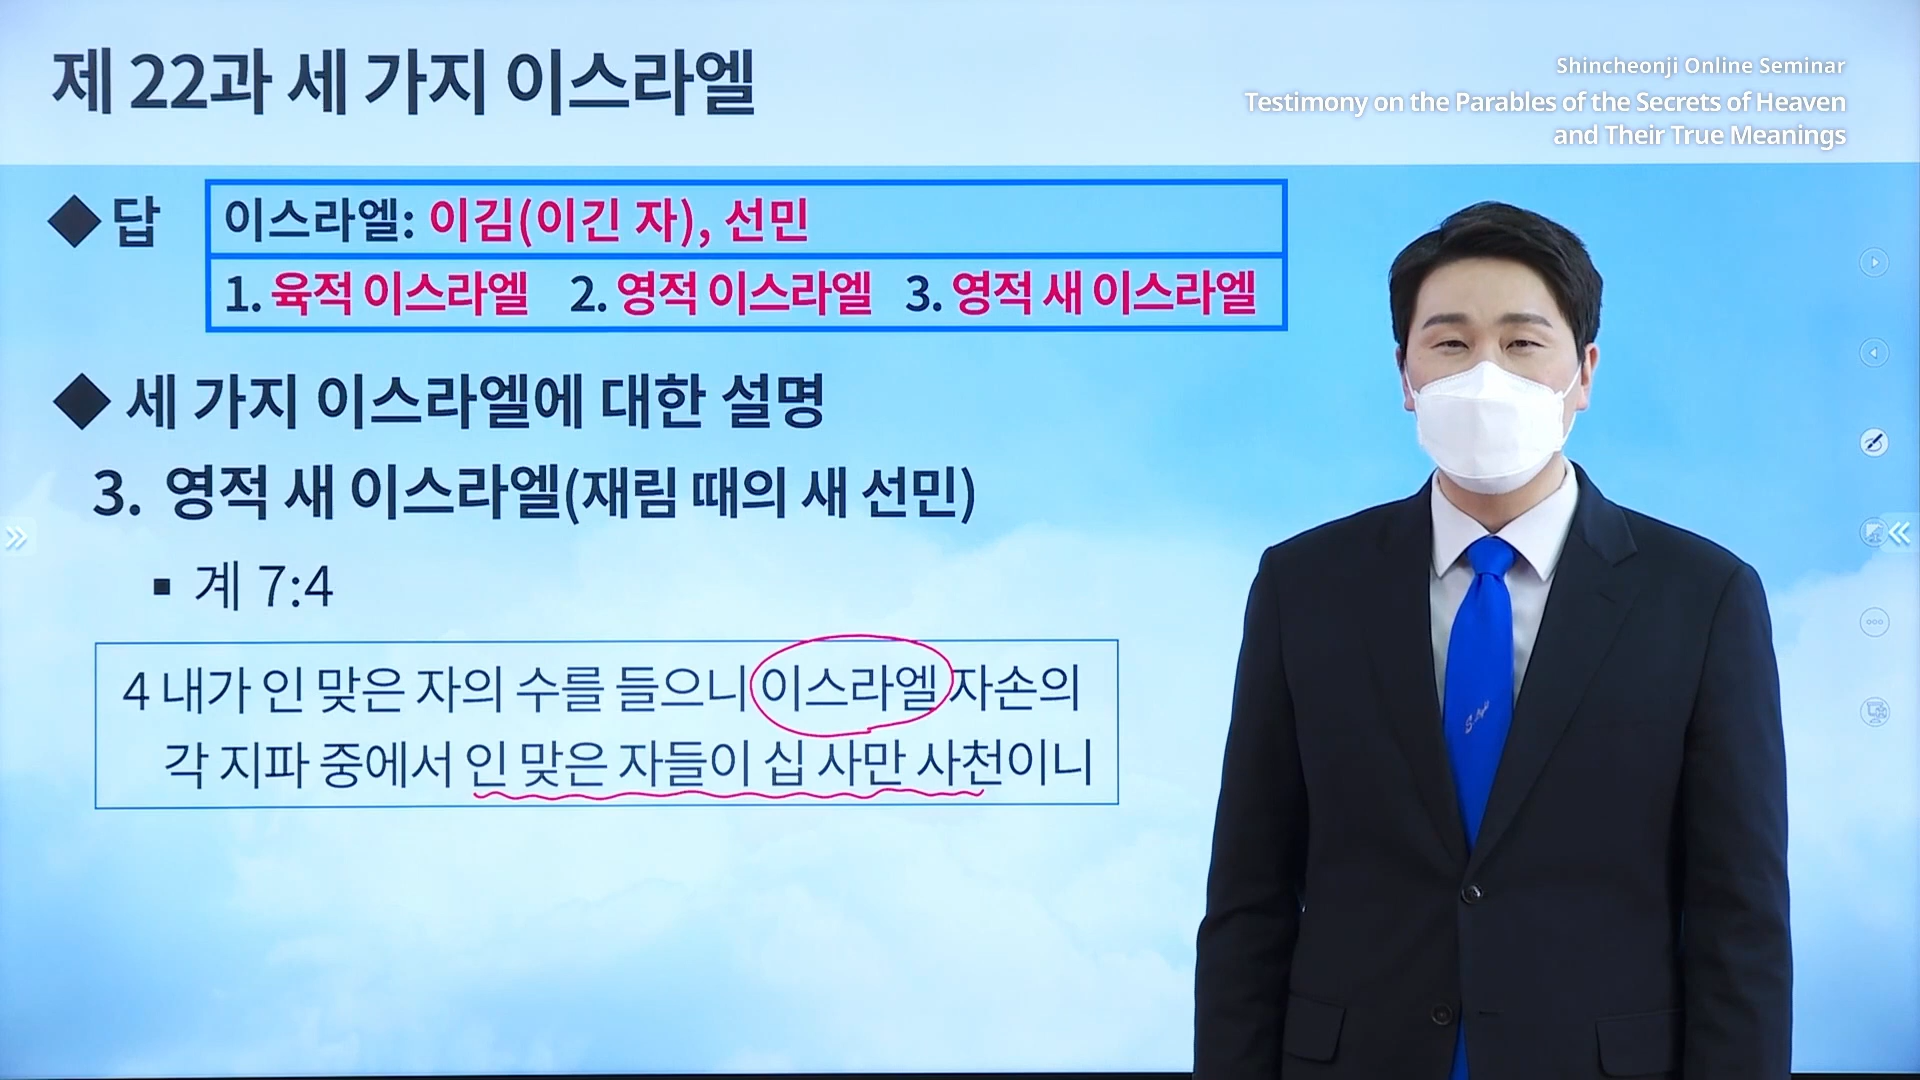 제 22과 세 가지 이스라엘
Shincheonji Online Seminar
Testimony on the Parables of the Secrets of Heaven
and Their True Meanings
◆ 답
이스라엘: 이김(이긴 자), 선민
1. 육적 이스라엘 2. 영적 이스라엘 3. 영적 새 이스라엘
◆ 세 가지 이스라엘에 대한 설명
3. 영적 새 이스라엘(재림 때의 새 선민)
▪ 계 7:4
4 내가 인 맞은 자의 수를 들으니 이스라엘 자손의
각 지파 중에서 인 맞은 자들이 십 사만 사천이니